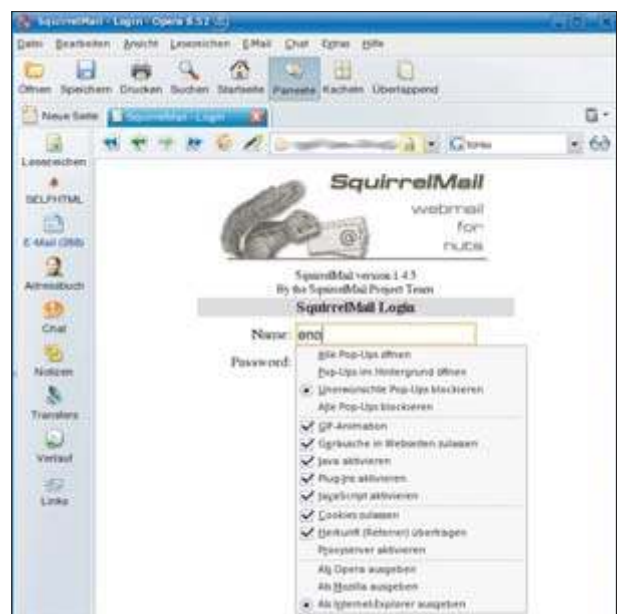 SquirrelMail - Login - Opera 8.52
Datei Bearbeiten Ansicht Lesezeichen E-Mail Chat Extras Hilfe
Öffnen Speichern Drucken Suchen Startseite Paneele Kacheln Überlappend
Neue Seite SquirrelMail - Login
Lesezeichen
SELFHTML
E-Mail
Adressbuch
Chat
Notizen
Transfers
Verlauf
Links
SquirrelMail
webmail
for
nuts
SquirrelMail version 1.4.5
By the SquirrelMail Project Team
SquirrelMail Login
Name: eno
Password:
Alle Pop-Ups öffnen
Pop-Ups im Hintergrund öffnen
Unerwünschte Pop-Ups blockieren
Alle Pop-Ups blockieren
GIF-Animation
Geräusche in Webseiten zulassen
Java aktivieren
Plug-Ins aktivieren
JavaScript aktivieren
Cookies zulassen
Herkunft (Referrer) übertragen
Proxyserver aktivieren
Als Opera ausgeben
Als Mozilla ausgeben
Als Internet-Explorer ausgeben